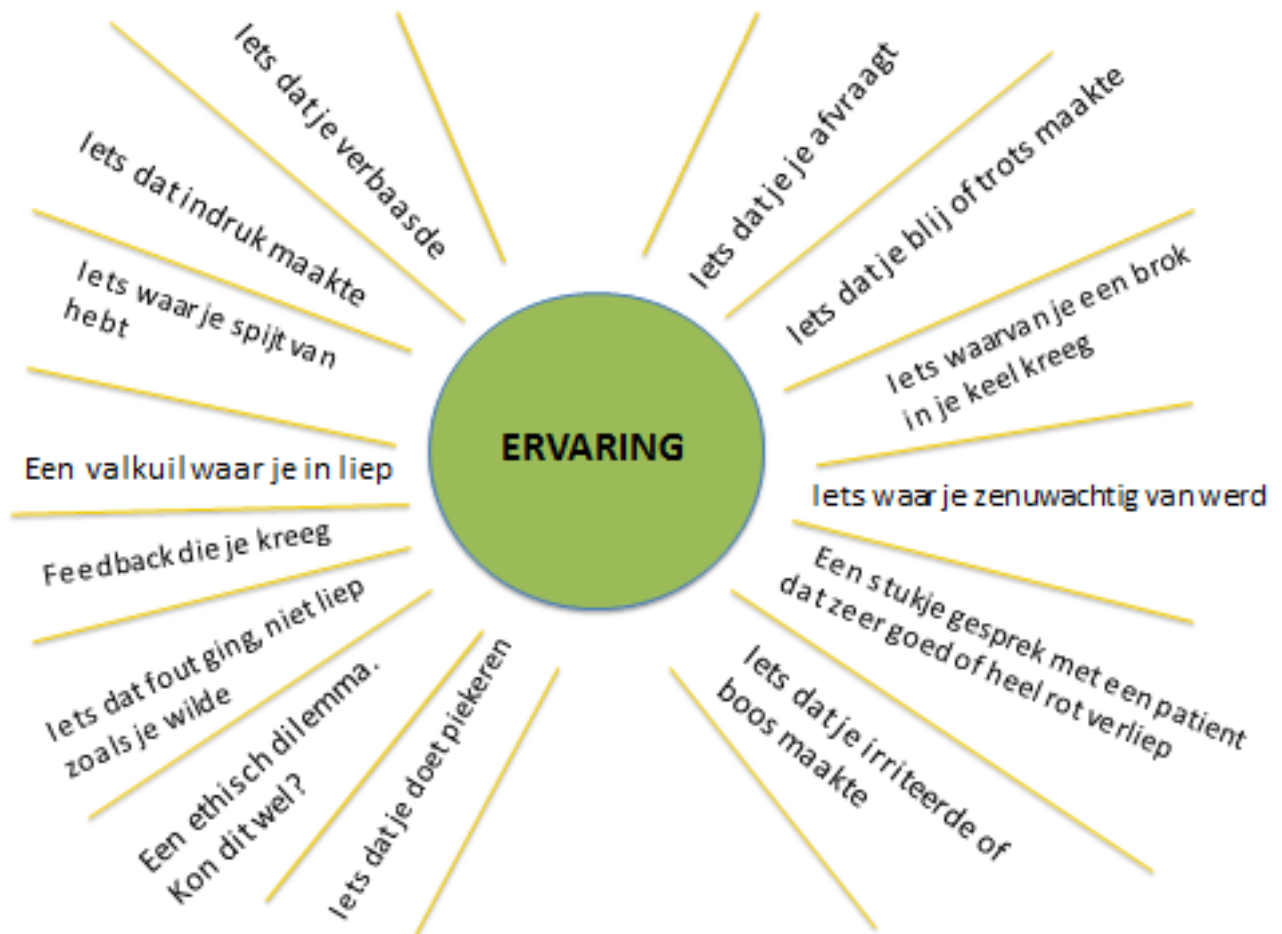 Iets dat je verbaasde
Iets dat je je afvraagt
Iets dat indruk maakte
Iets dat je blij of trots maakte
Iets waar je spijt van
hebt
Iets waarvan je een brok
in je keel kreeg
ERVARING
Een valkuil waar je in liep
Iets waar je zenuwachtig van werd
Feedback die je kreeg
Een stukje gesprek met een patient
dat zeer goed of heel rot verliep
Iets dat fout ging, niet liep
zoals je wilde
Iets dat je irriteerde of
boos maakte
Een ethisch dilemma.
Kon dit wel?
Iets dat je doet piekeren